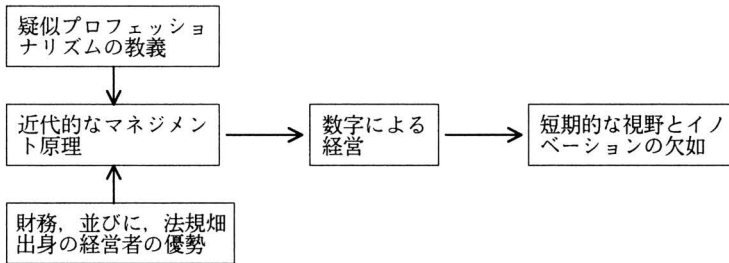 疑似プロフェッショ
ナリズムの教義
近代的なマネジメン
ト原理
数字による
経営
短期的な視野とイノ
ベーションの欠如
財務，並びに，法規畑
出身の経営者の優勢